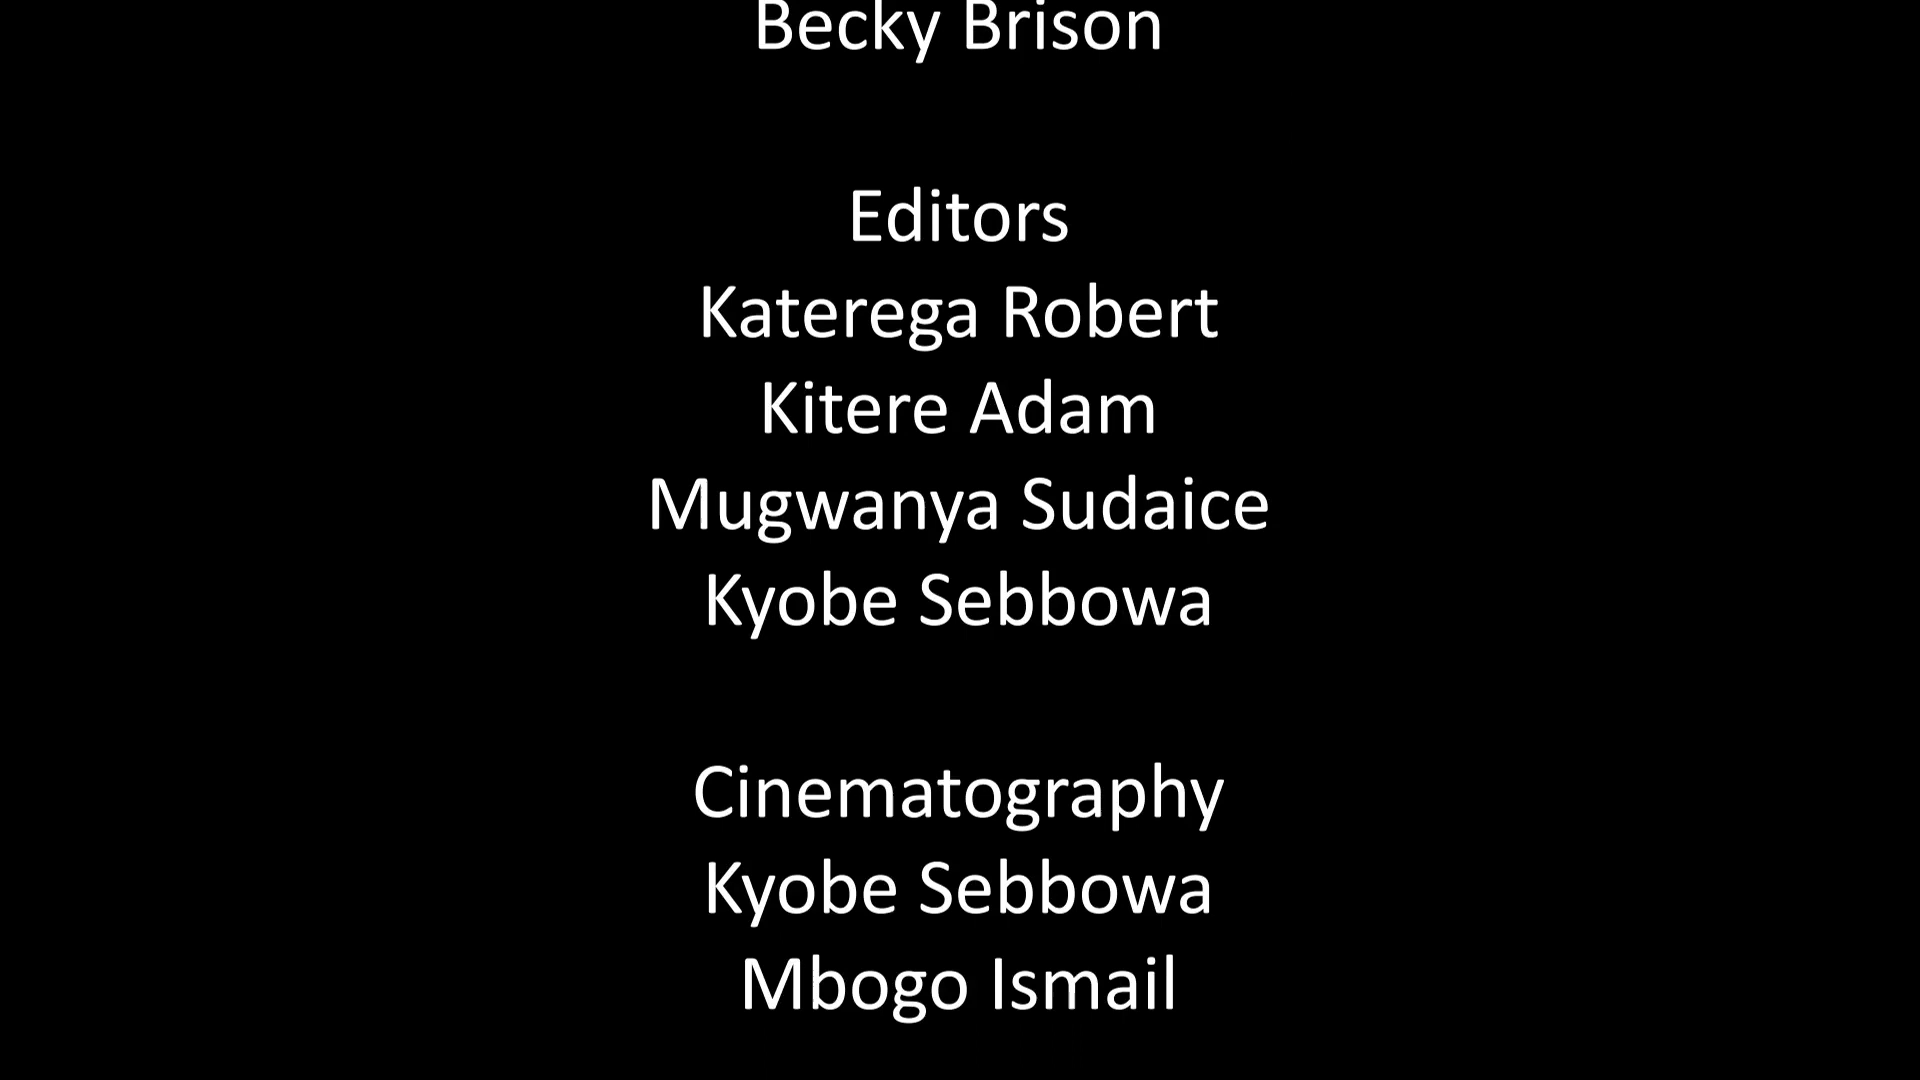 Becky Brison
Editors
Katerega Robert
Kitere Adam
Mugwanya Sudaice
Kyobe Sebbowa
Cinematography
Kyobe Sebbowa
Mbogo Ismail